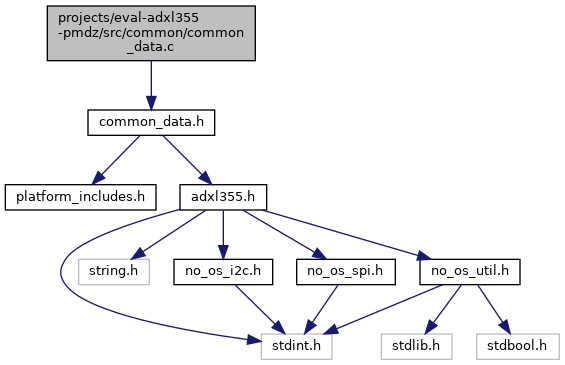 projects/eval-adxl355
-pmdz/src/common/common
_data.c
common_data.h
platform_includes.h
adxl355.h
string.h
no_os_i2c.h
no_os_spi.h
no_os_util.h
stdint.h
stdlib.h
stdbool.h